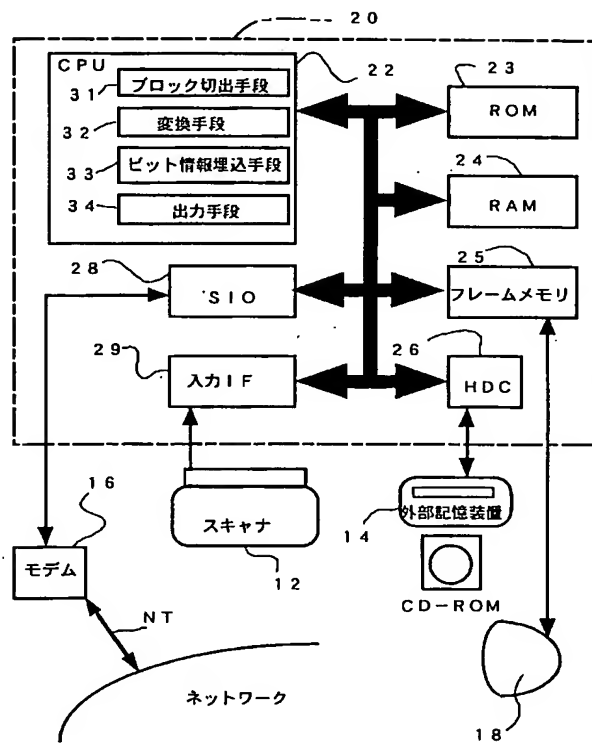 20
CPU
22
23
31
ブロック切出手段
ROM
32
変換手段
33
ビット情報埋込手段
24
34
出力手段
RAM
28
25
SIO
フレームメモリ
29
26
入力IF
HDC
16
スキャナ
外部記憶装置
14
モデム
12
CD-ROM
NT
ネットワーク
18